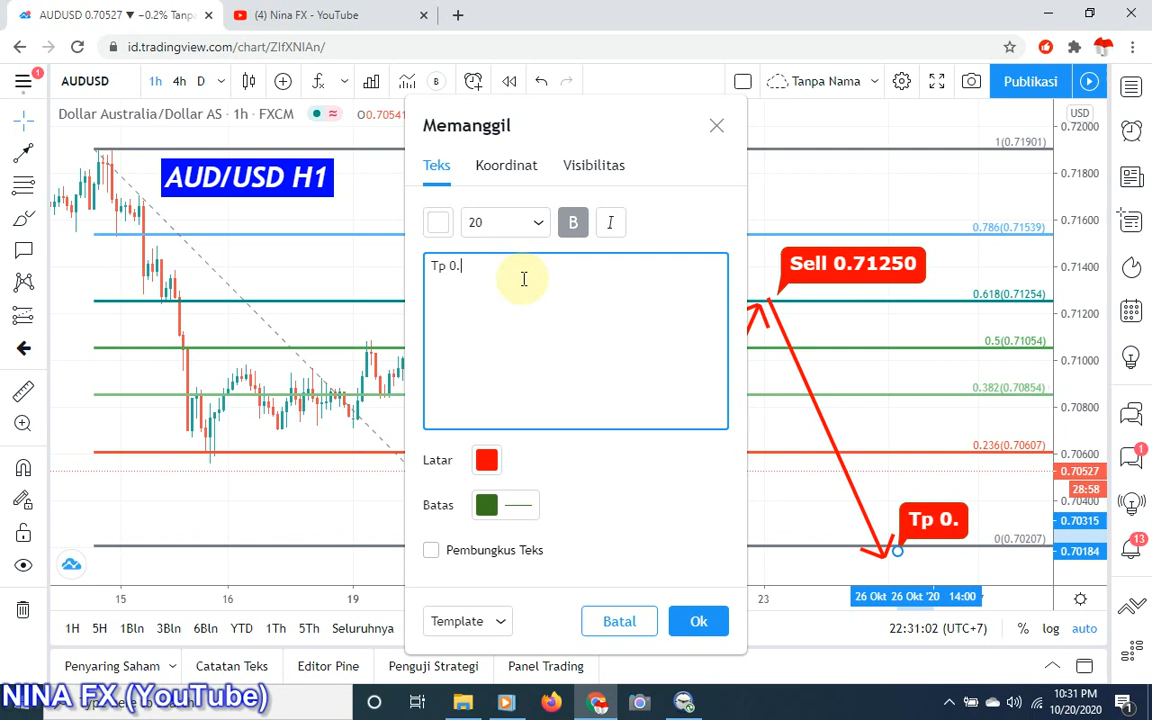 AUDUSD 0.70527 ▼ −0.2% Tanpa
(4) Nina FX - YouTube
id.tradingview.com/chart/ZIfXNIAn/
1
AUDUSD
1h 4h D
B
Tanpa Nama
Publikasi
Dollar Australia/Dollar AS · 1h · FXCM
O0.70541
USD
AUD/USD H1
Memanggil
Teks Koordinat Visibilitas
20
B I
Tp 0.
Latar
Batas
Pembungkus Teks
Template
Batal
Ok
Sell 0.71250
Tp 0.
1(0.71901)
0.786(0.71539)
0.618(0.71254)
0.5(0.71054)
0.382(0.70854)
0.236(0.70607)
0(0.70207)
0.72000
0.71800
0.71600
0.71400
0.71200
0.71000
0.70800
0.70600
0.70527
28:58
0.70400
0.70315
0.70184
1
13
15 16 19 23
26 Okt 26 Okt '20 14:00
1H 5H 1Bln 3Bln 6Bln YTD 1Th 5Th Seluruhnya
22:31:02 (UTC+7)
% log auto
Penyaring Saham Catatan Teks Editor Pine Penguji Strategi Panel Trading
NINA FX (YouTube)
10:31 PM
10/20/2020
1